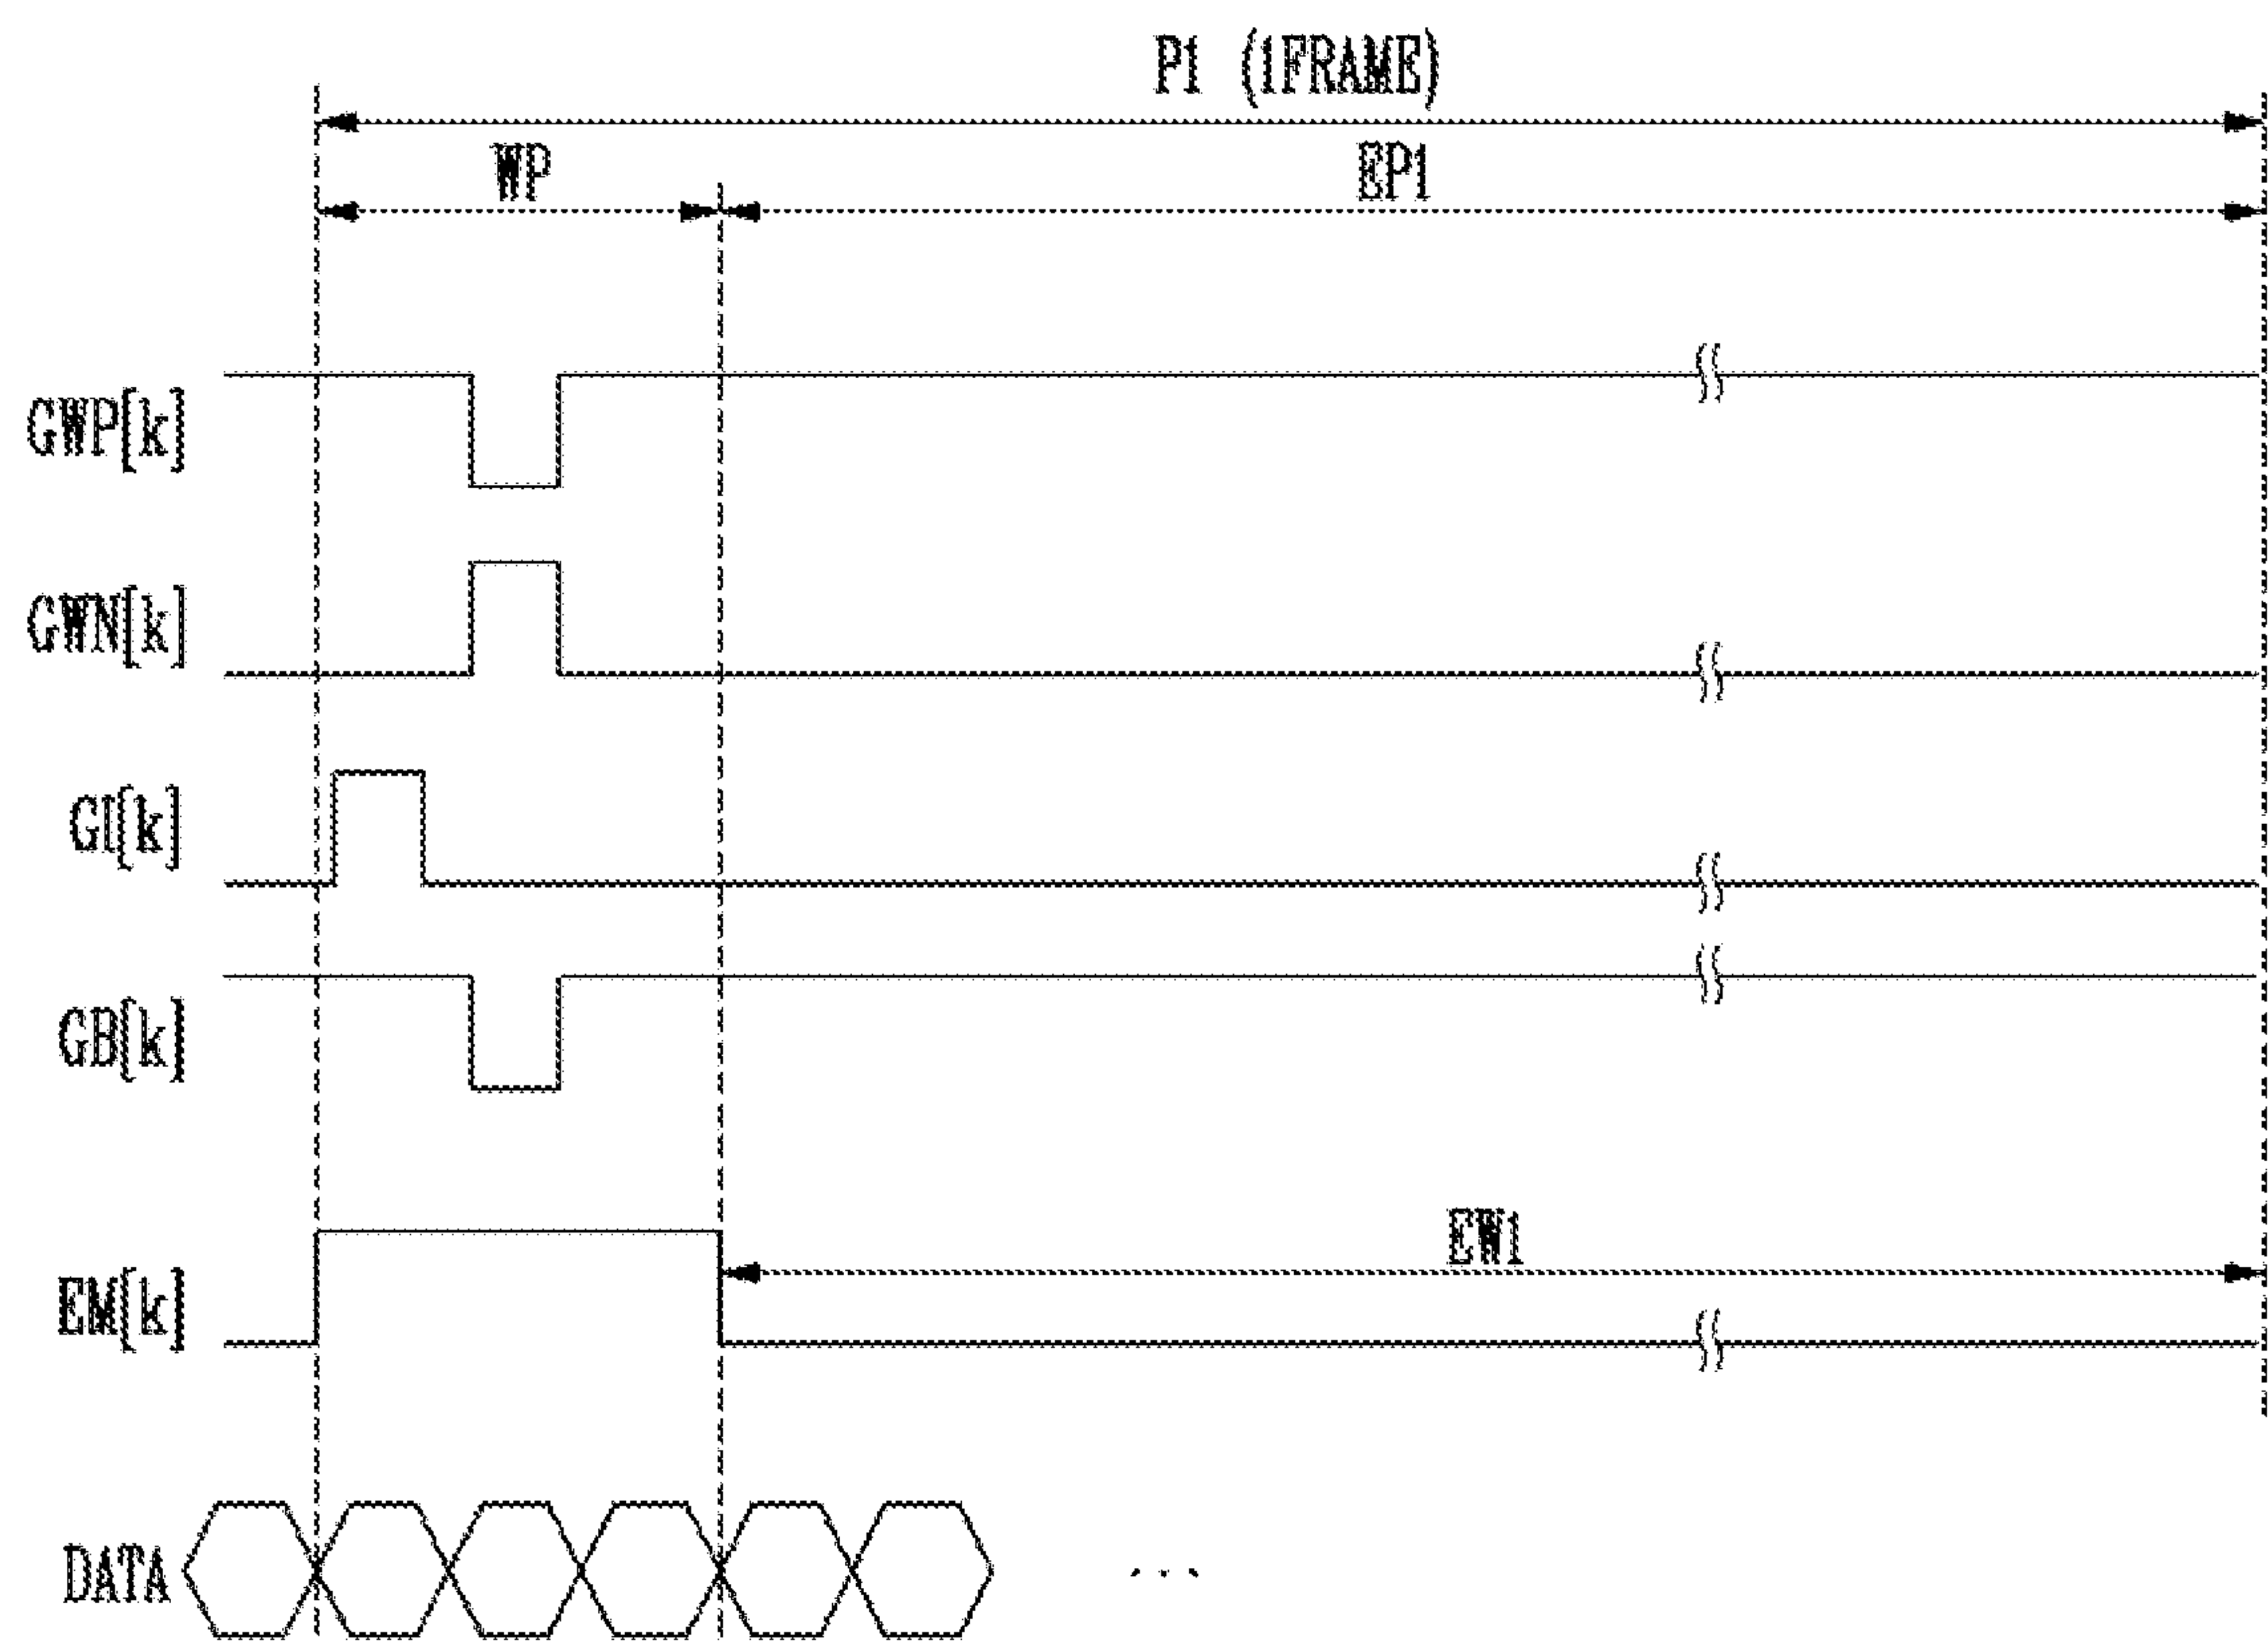 P1 (1FRAME)
WP EP1
GWP[k]
GWN[k]
GI[k]
GB[k]
EW1
EM[k]
DATA ...